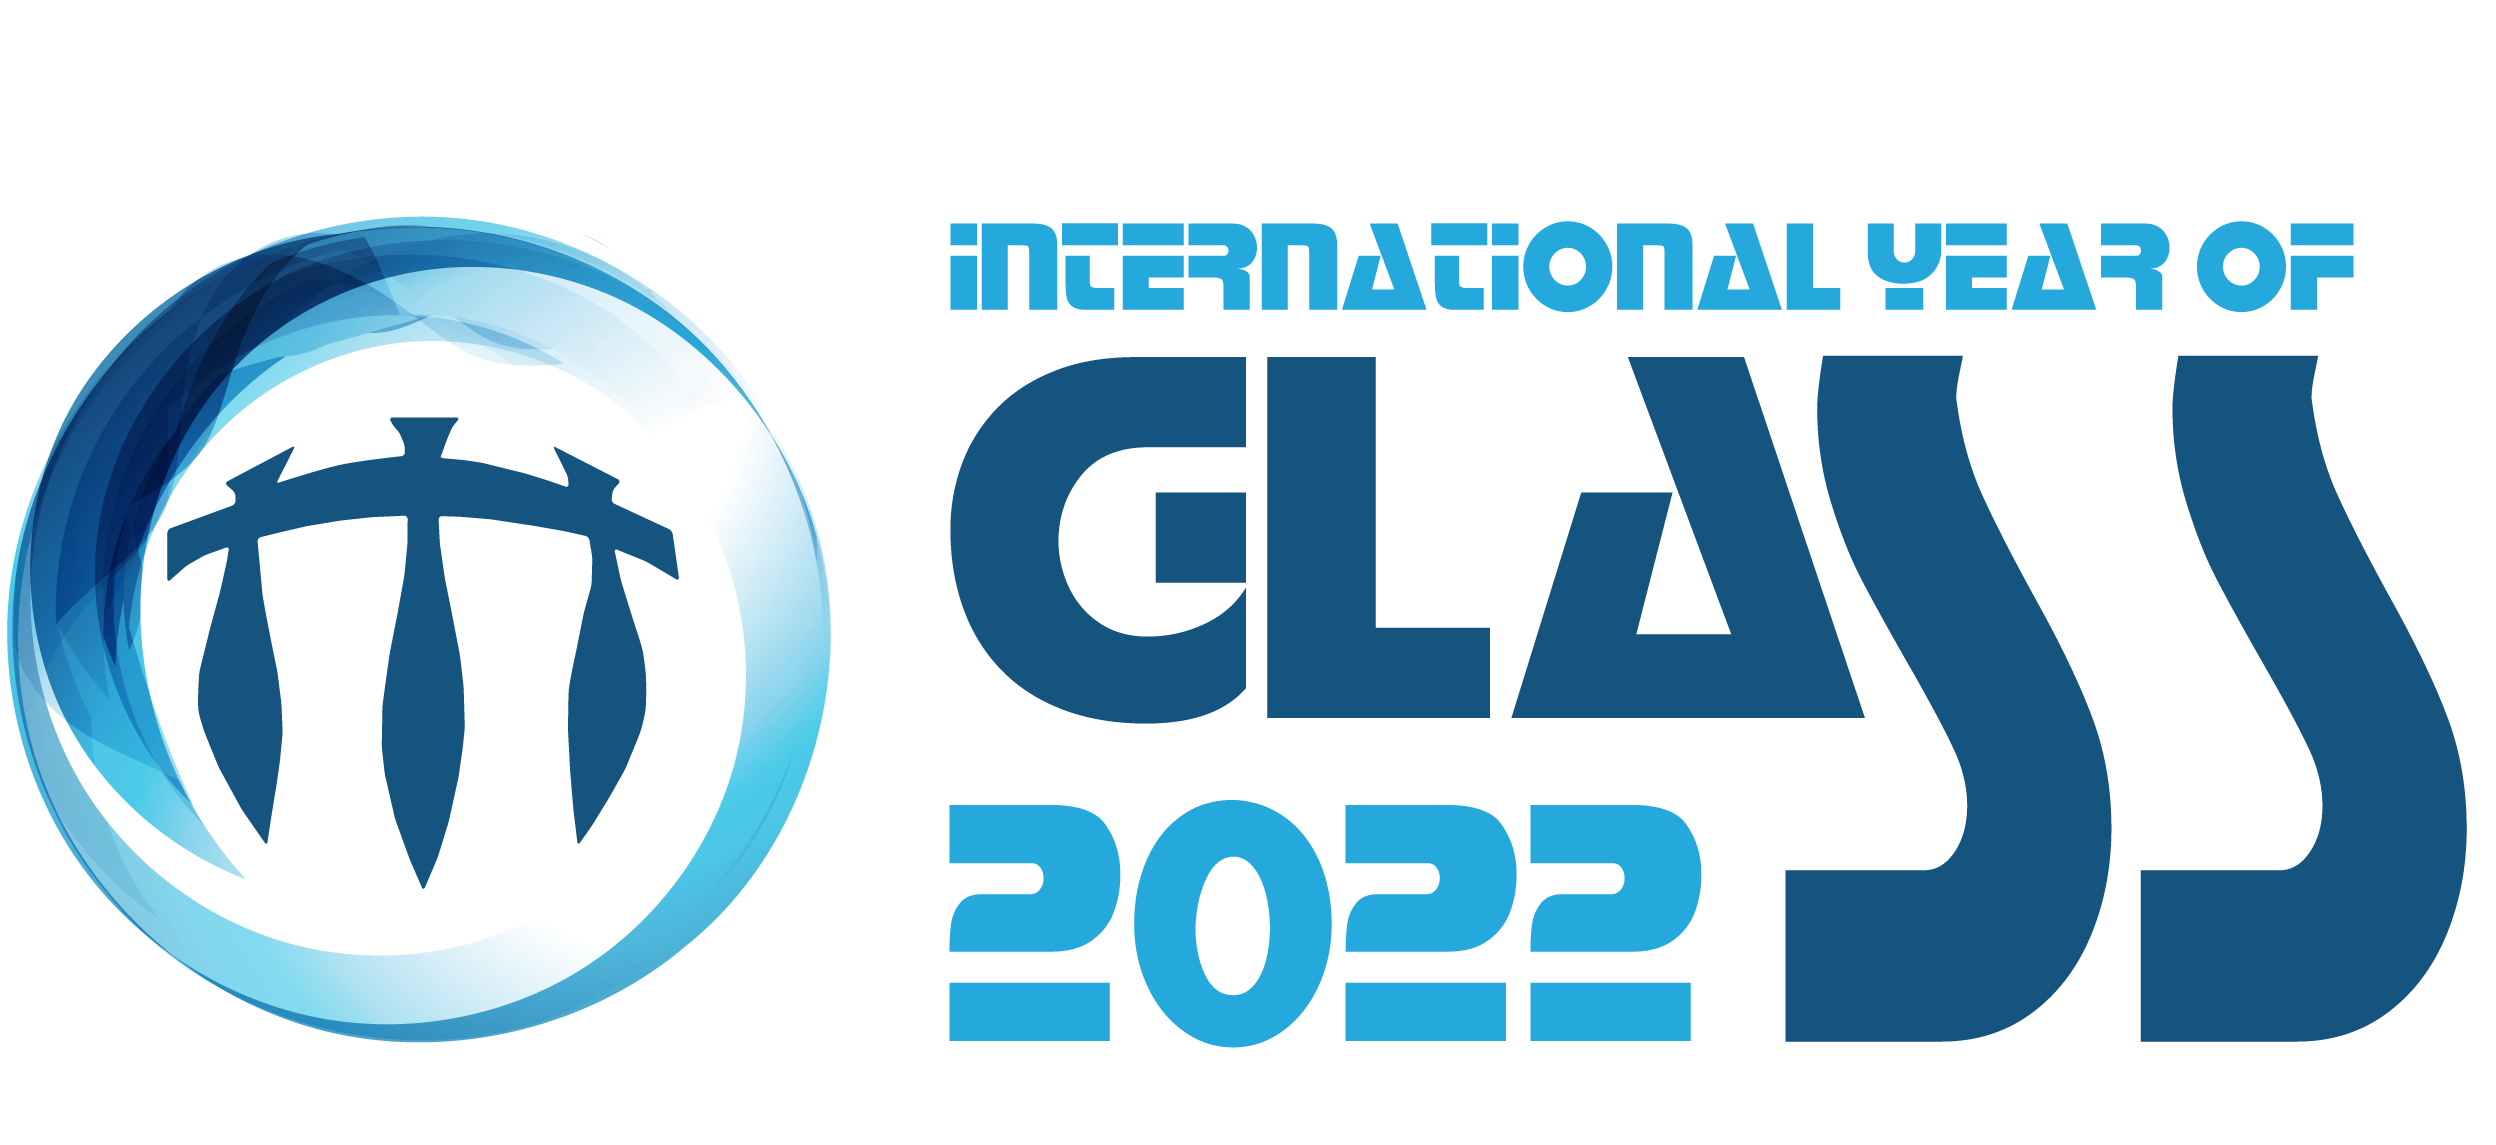 INTERNATIONAL YEAR OF
GLASS
2022